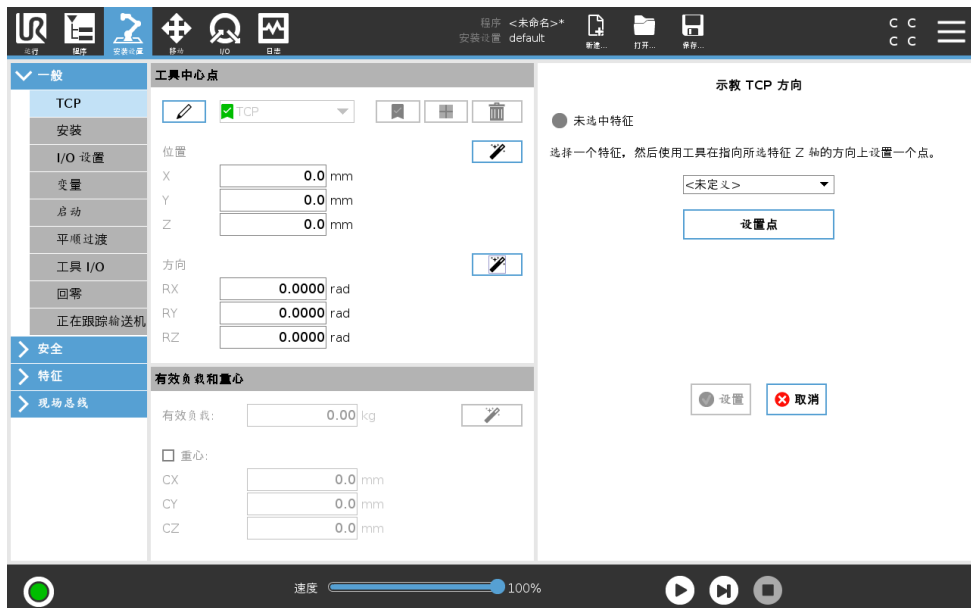 UR
程序 <未命名>*
安装设置 default
运行 程序 安装设置 移动 I/O 日志 新建... 打开... 保存...
C C
C C
一般
TCP
安装
I/O 设置
变量
启动
平顺过渡
工具 I/O
回零
正在跟踪输送机
安全
特征
现场总线
工具中心点
TCP
位置
X 0.0 mm
Y 0.0 mm
Z 0.0 mm
方向
RX 0.0000 rad
RY 0.0000 rad
RZ 0.0000 rad
有效负载和重心
有效负载: 0.00 kg
重心:
CX 0.0 mm
CY 0.0 mm
CZ 0.0 mm
示教 TCP 方向
未选中特征
选择一个特征，然后使用工具在指向所选特征 Z 轴的方向上设置一个点。
<未定义>
设置点
设置 取消
速度 100%